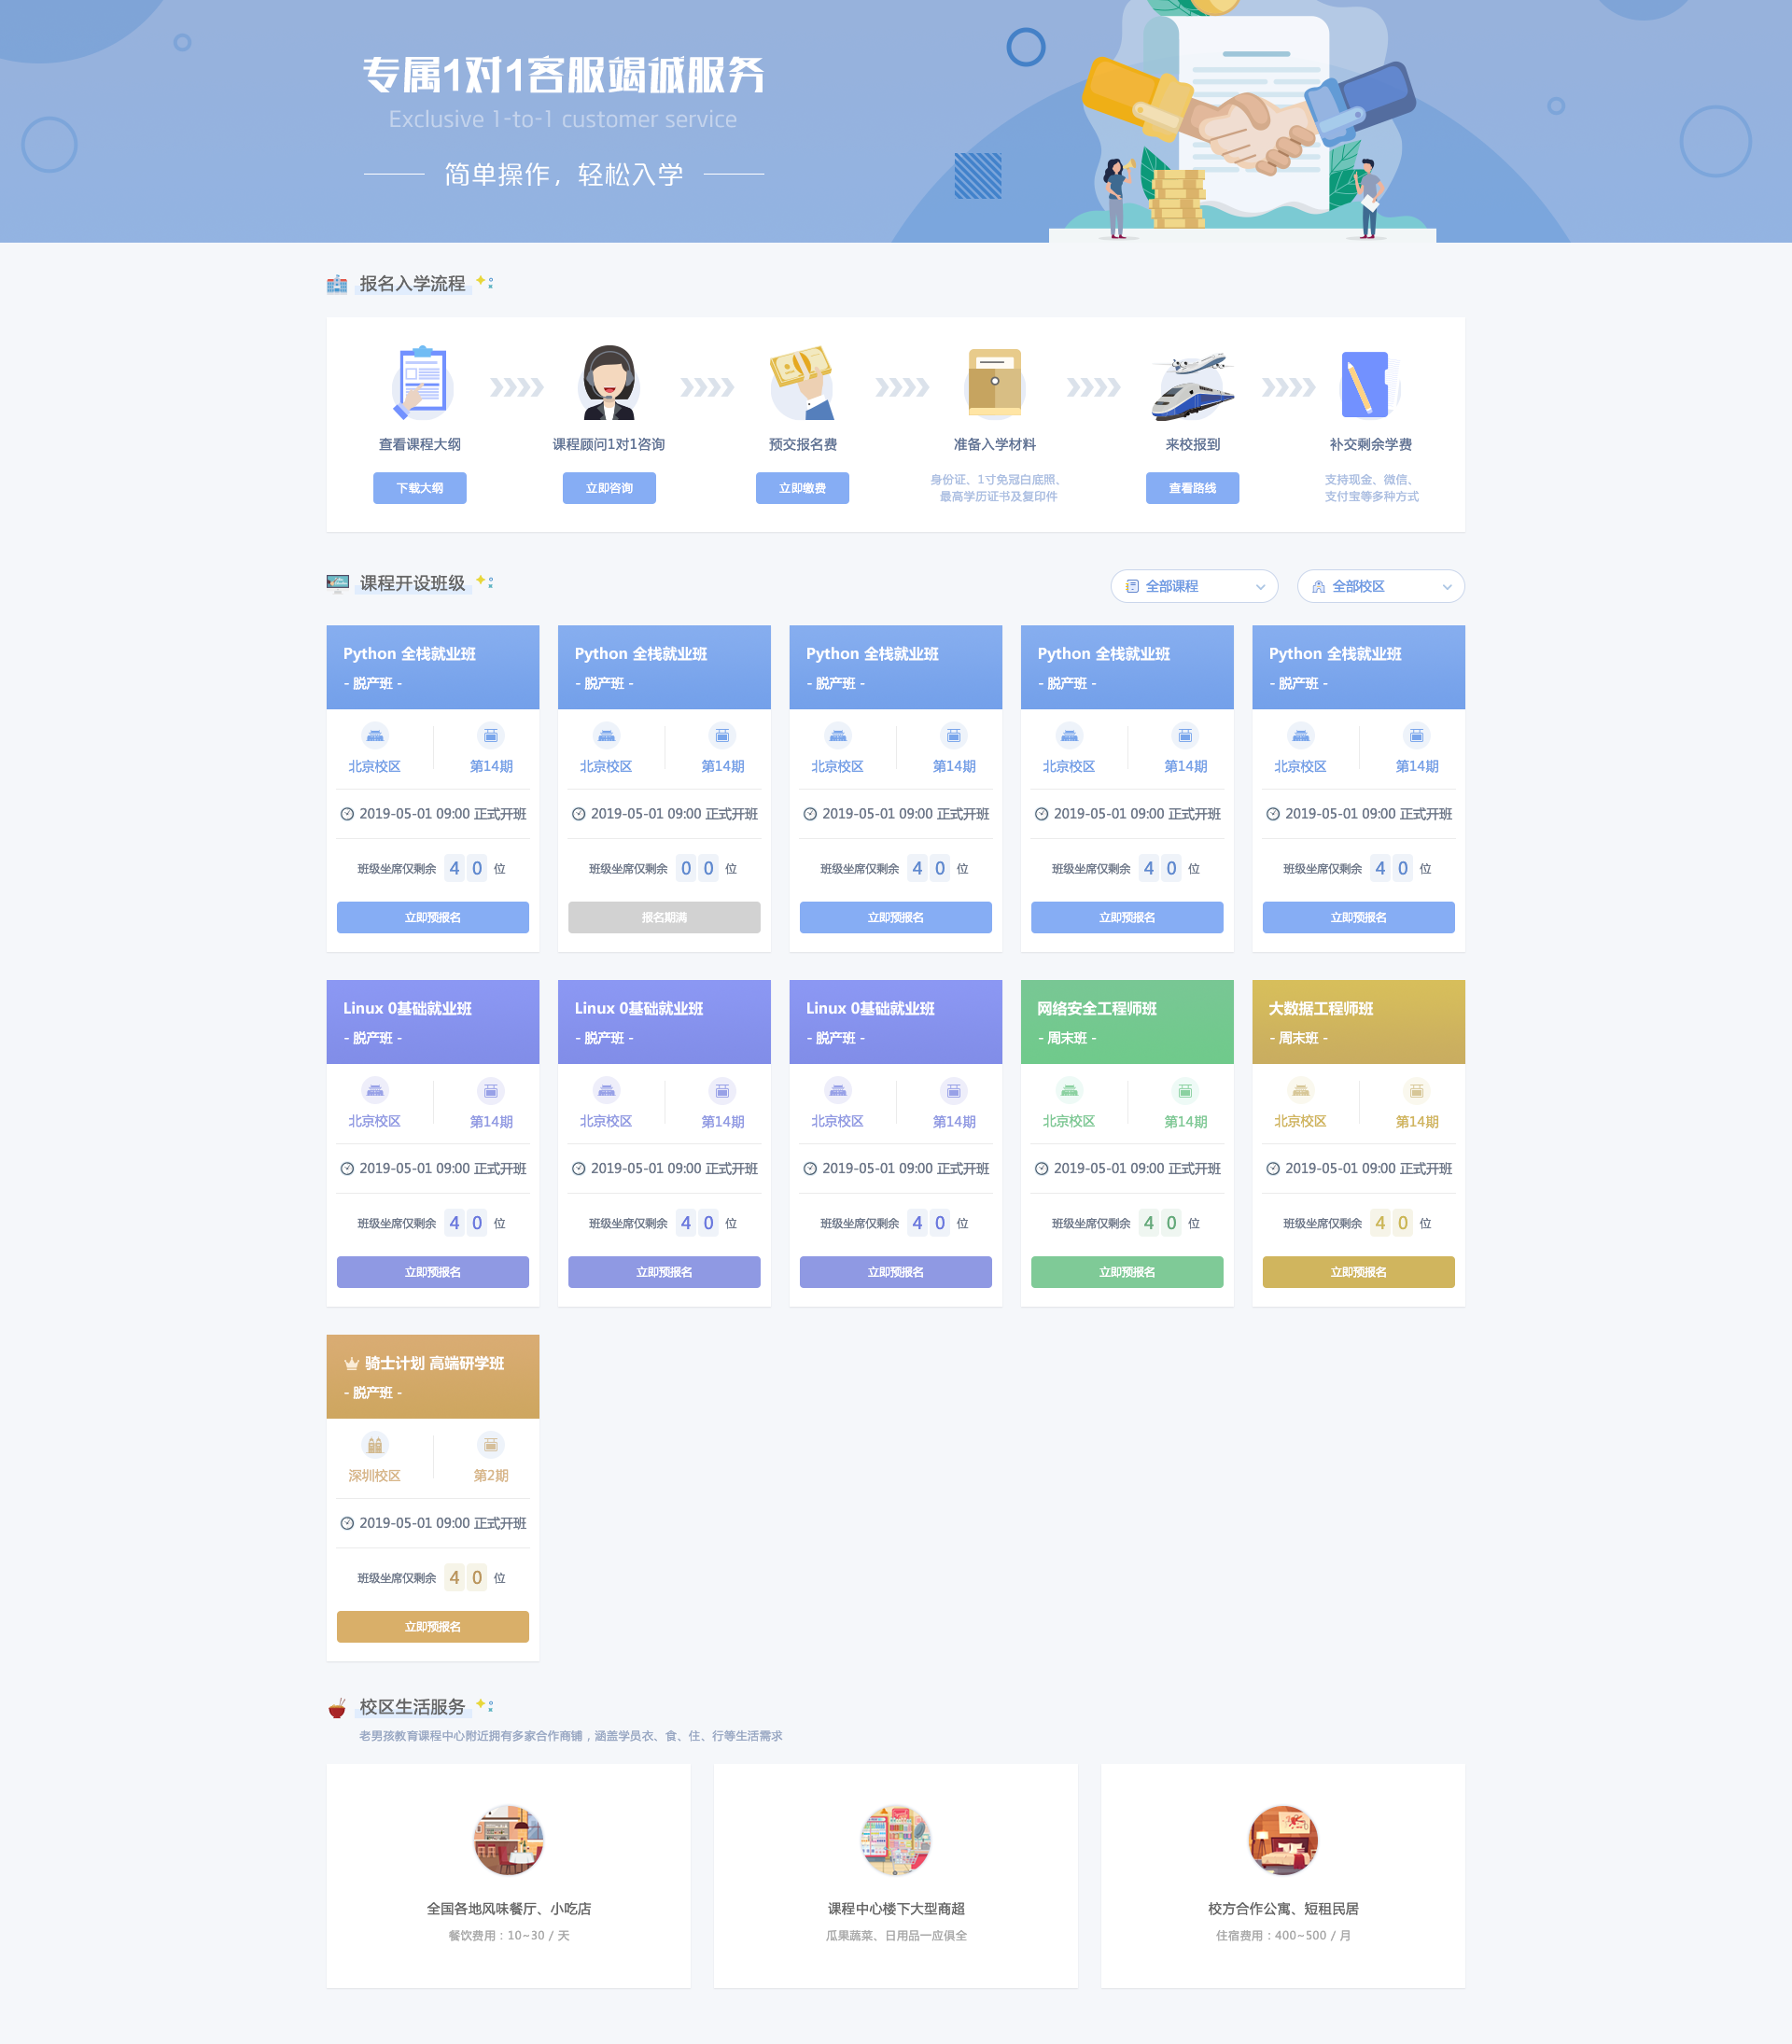 专属1对1客服竭诚服务
Exclusive 1-to-1 customer service
简单操作，轻松入学
报名入学流程
查看课程大纲
下载大纲
课程顾问1对1咨询
立即咨询
预交报名费
立即缴费
准备入学材料
身份证、1寸免冠白底照、
最高学历证书及复印件
来校报到
查看路线
补交剩余学费
支持现金、微信、
支付宝等多种方式
课程开设班级
全部课程
全部校区
Python 全栈就业班
- 脱产班 -
北京校区
第14期
2019-05-01 09:00 正式开班
班级坐席仅剩余 4 0 位
立即预报名
Python 全栈就业班
- 脱产班 -
北京校区
第14期
2019-05-01 09:00 正式开班
班级坐席仅剩余 0 0 位
报名期满
Python 全栈就业班
- 脱产班 -
北京校区
第14期
2019-05-01 09:00 正式开班
班级坐席仅剩余 4 0 位
立即预报名
Python 全栈就业班
- 脱产班 -
北京校区
第14期
2019-05-01 09:00 正式开班
班级坐席仅剩余 4 0 位
立即预报名
Python 全栈就业班
- 脱产班 -
北京校区
第14期
2019-05-01 09:00 正式开班
班级坐席仅剩余 4 0 位
立即预报名
Linux 0基础就业班
- 脱产班 -
北京校区
第14期
2019-05-01 09:00 正式开班
班级坐席仅剩余 4 0 位
立即预报名
Linux 0基础就业班
- 脱产班 -
北京校区
第14期
2019-05-01 09:00 正式开班
班级坐席仅剩余 4 0 位
立即预报名
Linux 0基础就业班
- 脱产班 -
北京校区
第14期
2019-05-01 09:00 正式开班
班级坐席仅剩余 4 0 位
立即预报名
网络安全工程师班
- 周末班 -
北京校区
第14期
2019-05-01 09:00 正式开班
班级坐席仅剩余 4 0 位
立即预报名
大数据工程师班
- 周末班 -
北京校区
第14期
2019-05-01 09:00 正式开班
班级坐席仅剩余 4 0 位
立即预报名
骑士计划 高端研学班
- 脱产班 -
深圳校区
第2期
2019-05-01 09:00 正式开班
班级坐席仅剩余 4 0 位
立即预报名
校区生活服务
老男孩教育课程中心附近拥有多家合作商铺，涵盖学员衣、食、住、行等生活需求
全国各地风味餐厅、小吃店
餐饮费用：10~30 / 天
课程中心楼下大型商超
瓜果蔬菜、日用品一应俱全
校方合作公寓、短租民居
住宿费用：400~500 / 月